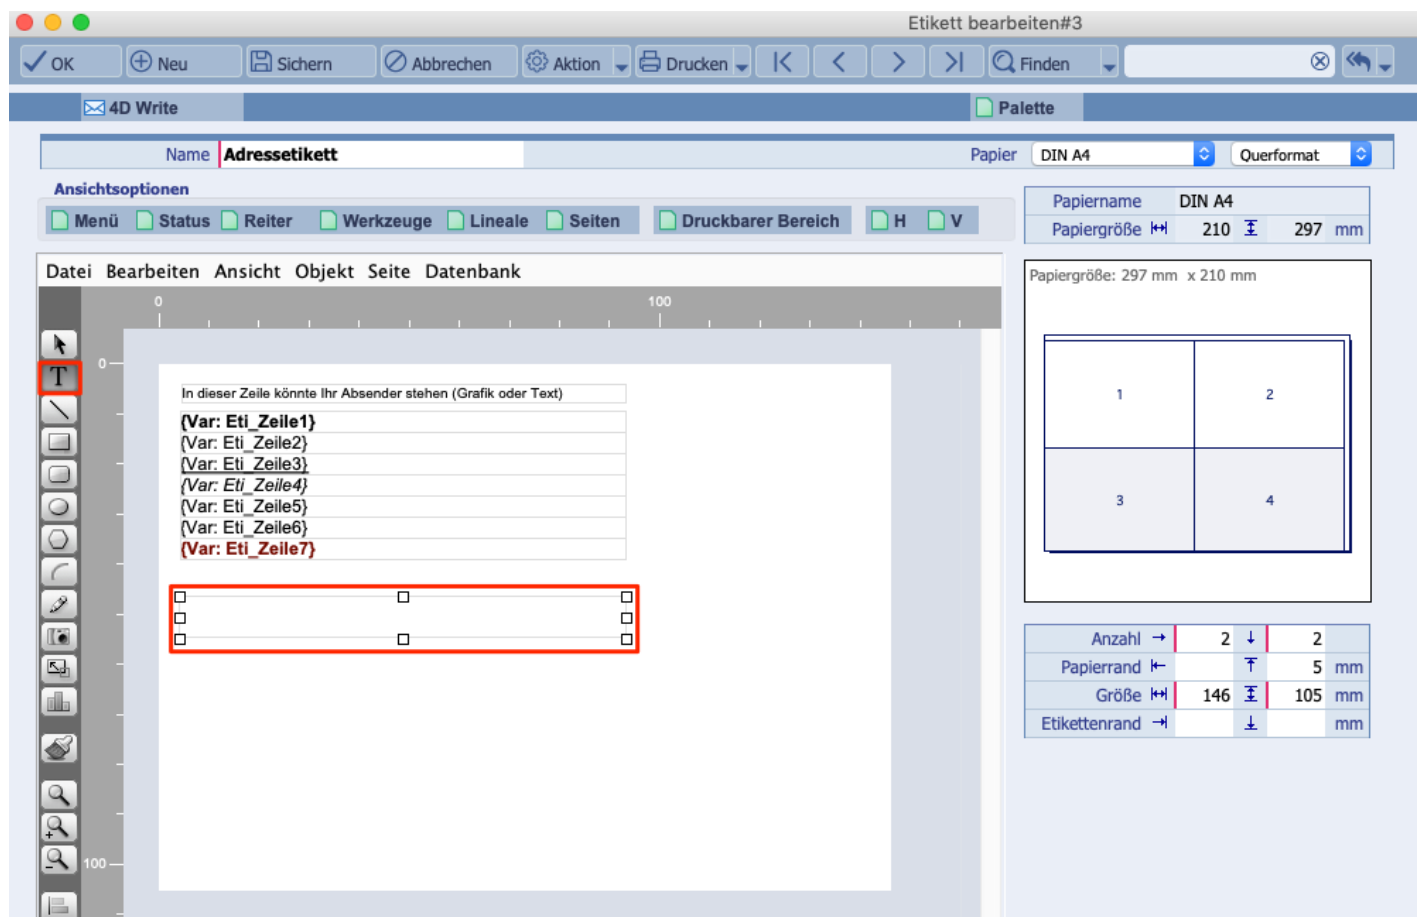 Etikett bearbeiten#3
OK Neu Sichern Abbrechen Aktion Drucken Finden
4D Write Palette
Name Adressetikett Papier DIN A4 Querformat
Ansichtsoptionen
Menü Status Reiter Werkzeuge Lineale Seiten Druckbarer Bereich H V
Papiername DIN A4
Papiergröße 210 297 mm
Datei Bearbeiten Ansicht Objekt Seite Datenbank
Papiergröße: 297 mm x 210 mm
0 100
0
T
In dieser Zeile könnte Ihr Absender stehen (Grafik oder Text)
{Var: Eti_Zeile1}
{Var: Eti_Zeile2}
{Var: Eti_Zeile3}
{Var: Eti_Zeile4}
{Var: Eti_Zeile5}
{Var: Eti_Zeile6}
{Var: Eti_Zeile7}
1 2
3 4
Anzahl 2 2
Papierrand 5 mm
Größe 146 105 mm
Etikettenrand mm
100